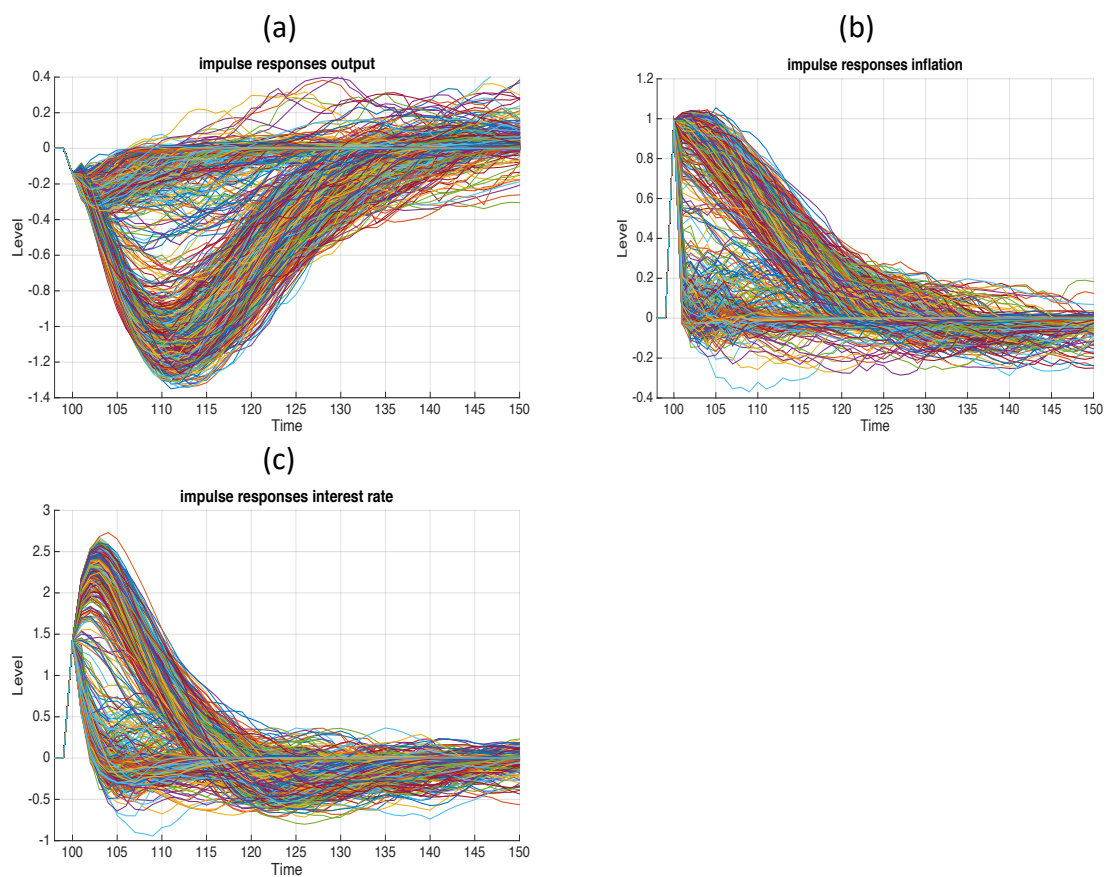 (a)
impulse responses output
Level
0.4
0.2
0
-0.2
-0.4
-0.6
-0.8
-1
-1.2
-1.4
100 105 110 115 120 125 130 135 140 145 150
Time
(b)
impulse responses inflation
Level
1.2
1
0.8
0.6
0.4
0.2
0
-0.2
-0.4
100 105 110 115 120 125 130 135 140 145 150
Time
(c)
impulse responses interest rate
Level
3
2.5
2
1.5
1
0.5
0
-0.5
-1
100 105 110 115 120 125 130 135 140 145 150
Time